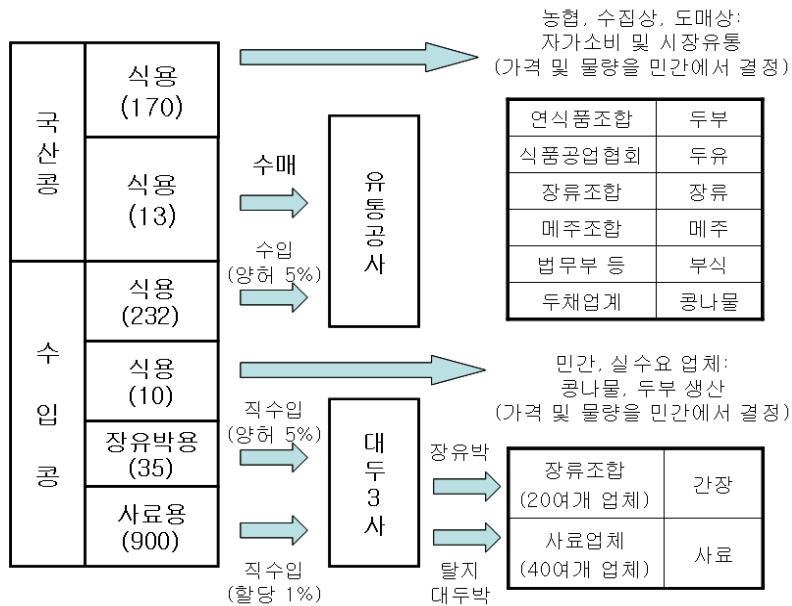 농협, 수집상, 도매상:
자가소비 및 시장유통
(가격 및 물량을 민간에서 결정)
국
산
콩
식용
(170)
식용
(13)
수매
수입
(양허 5%)
유
통
공
사
연식품조합 두부
식품공업협회 두유
장류조합 장류
메주조합 메주
법무부 등 부식
두채업계 콩나물
수
입
콩
식용
(232)
식용
(10)
장유박용
(35)
사료용
(900)
민간, 실수요 업체:
콩나물, 두부 생산
(가격 및 물량을 민간에서 결정)
직수입
(양허 5%)
직수입
(할당 1%)
대
두
3
사
장유박
탈지
대두박
장류조합
(20여개 업체)
간장
사료업체
(40여개 업체)
사료